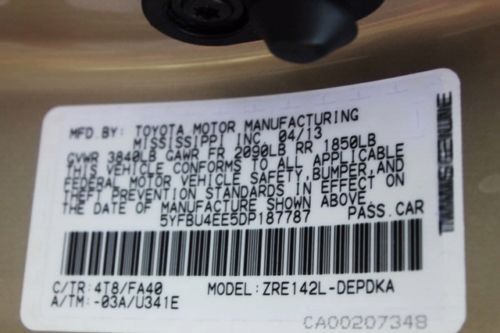 MFD BY: TOYOTA MOTOR MANUFACTURING
MISSISSIPPI INC 04/13
GVWR 3840LB GAWR FR 2090LB RR 1850LB
THIS VEHICLE CONFORMS TO ALL APPLICABLE
FEDERAL MOTOR VEHICLE SAFETY,BUMPER,AND
THEFT PREVENTION STANDARDS IN EFFECT ON
THE DATE OF MANUFACTURE SHOWN ABOVE.
5YFBU4EE5DP187787 PASS.CAR
C/TR:4T8/FA40 MODEL:ZRE142L-DEPDKA
A/TM:-03A/U341E
CA00207348